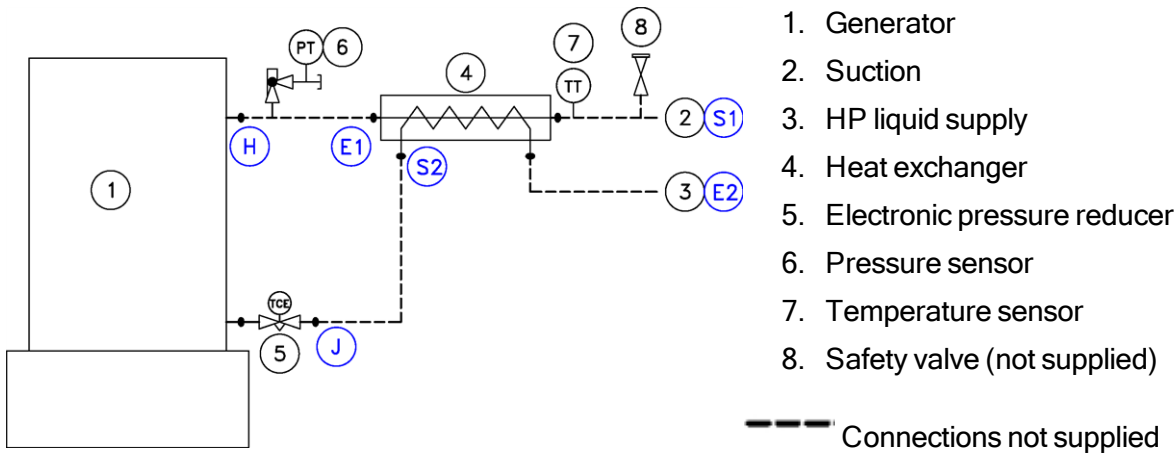 PT
6
7
8
4
TT
H
E1
S2
2
S1
1
3
E2
TCE
5
J
1. Generator
2. Suction
3. HP liquid supply
4. Heat exchanger
5. Electronic pressure reducer
6. Pressure sensor
7. Temperature sensor
8. Safety valve (not supplied)
Connections not supplied